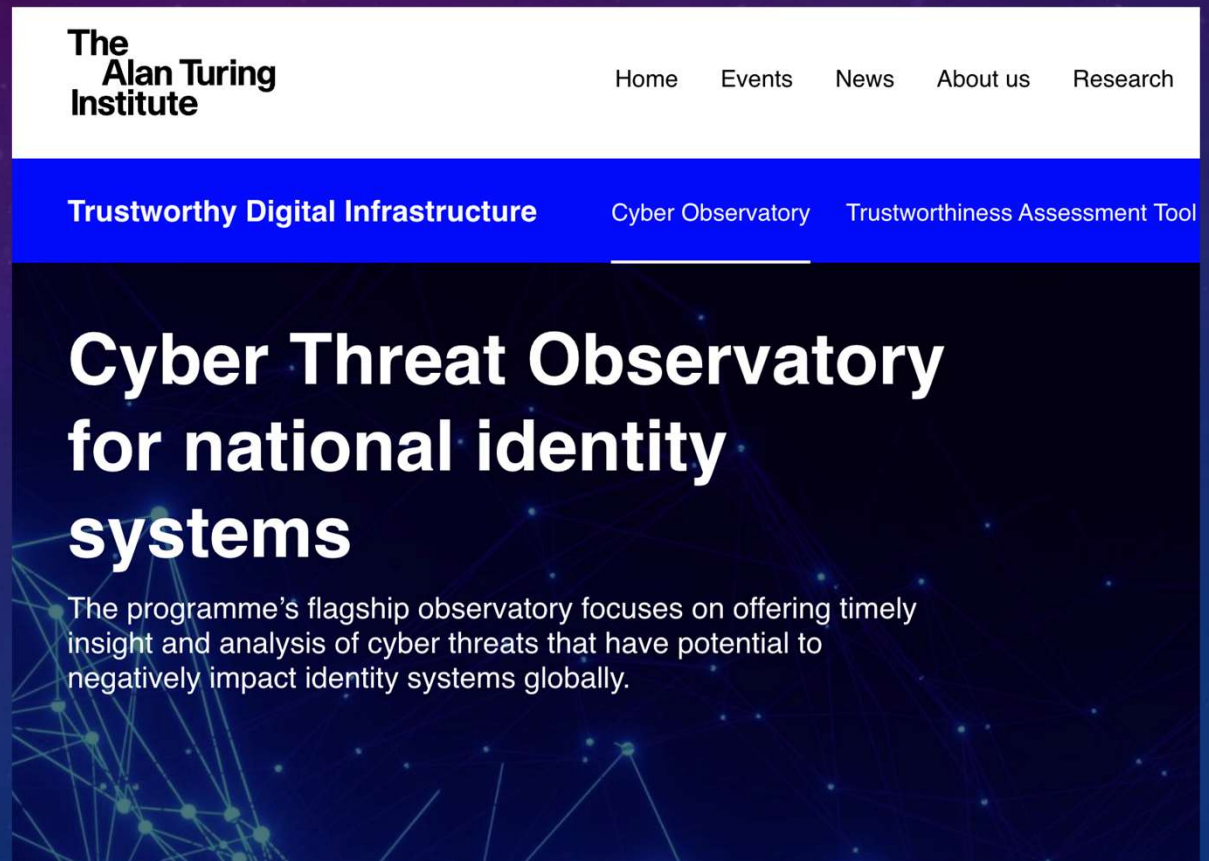 The
Alan Turing
Institute
Home Events News About us Research
Trustworthy Digital Infrastructure Cyber Observatory Trustworthiness Assessment Tool
Cyber Threat Observatory
for national identity
systems
The programme’s flagship observatory focuses on offering timely
insight and analysis of cyber threats that have potential to
negatively impact identity systems globally.